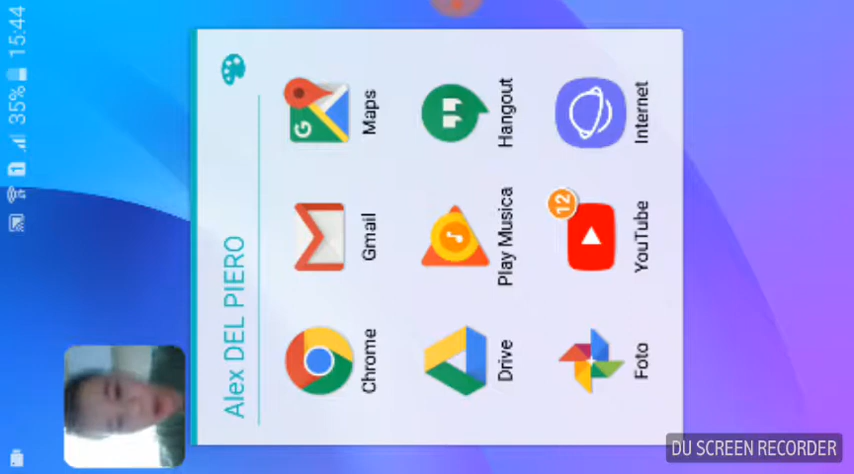 35% 15:44
Alex DEL PIERO
Chrome
Gmail
Maps
Drive
Play Musica
Hangout
Foto
12
YouTube
Internet
DU SCREEN RECORDER